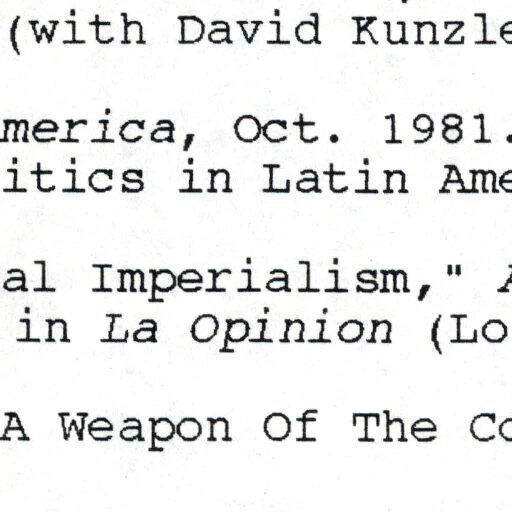 (with David Kunzle
merica, Oct. 1981.
itics in Latin Ame
al Imperialism,"
in La Opinion (Lo
A Weapon Of The Co